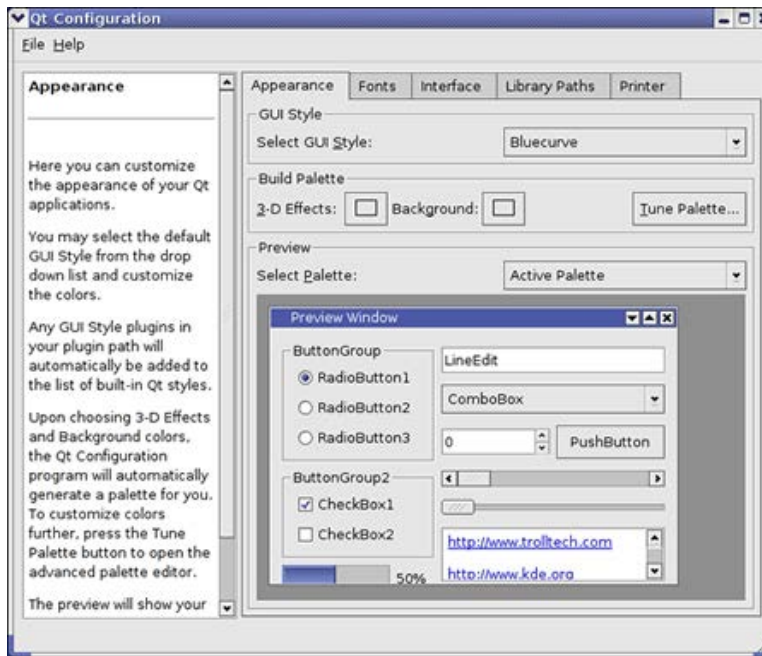 Qt Configuration
File Help
Appearance
Here you can customize
the appearance of your Qt
applications.
You may select the default
GUI Style from the drop
down list and customize
the colors.
Any GUI Style plugins in
your plugin path will
automatically be added to
the list of built-in Qt styles.
Upon choosing 3-D Effects
and Background colors,
the Qt Configuration
program will automatically
generate a palette for you.
To customize colors
further, press the Tune
Palette button to open the
advanced palette editor.
The preview will show your
Appearance Fonts Interface Library Paths Printer
GUI Style
Select GUI Style: Bluecurve
Build Palette
3-D Effects: Background: Tune Palette...
Preview
Select Palette: Active Palette
Preview Window
ButtonGroup
RadioButton1
RadioButton2
RadioButton3
ButtonGroup2
CheckBox1
CheckBox2
50%
LineEdit
ComboBox
0 PushButton
http://www.trolltech.com
http://www.kde.org